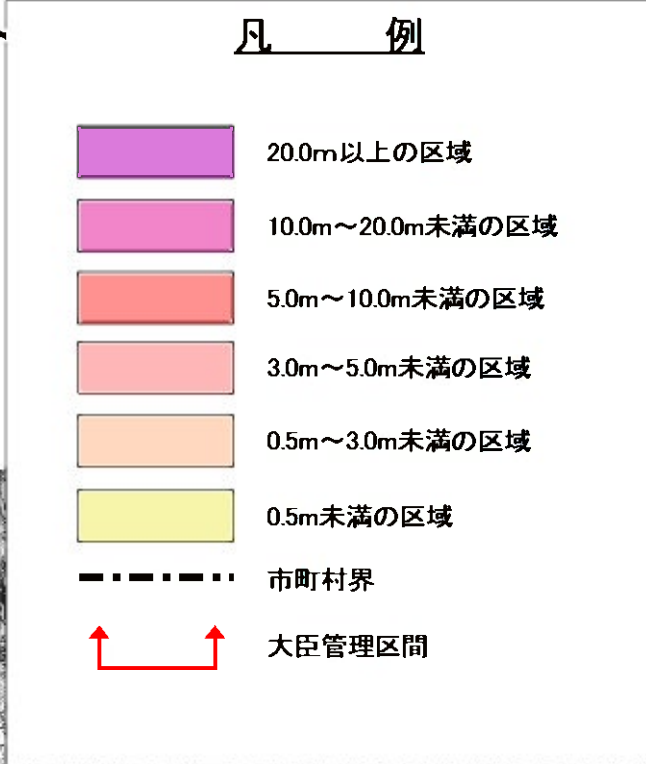 凡 例
20.0m以上の区域
10.0m～20.0m未満の区域
5.0m～10.0m未満の区域
3.0m～5.0m未満の区域
0.5m～3.0m未満の区域
0.5m未満の区域
市町村界
大臣管理区間